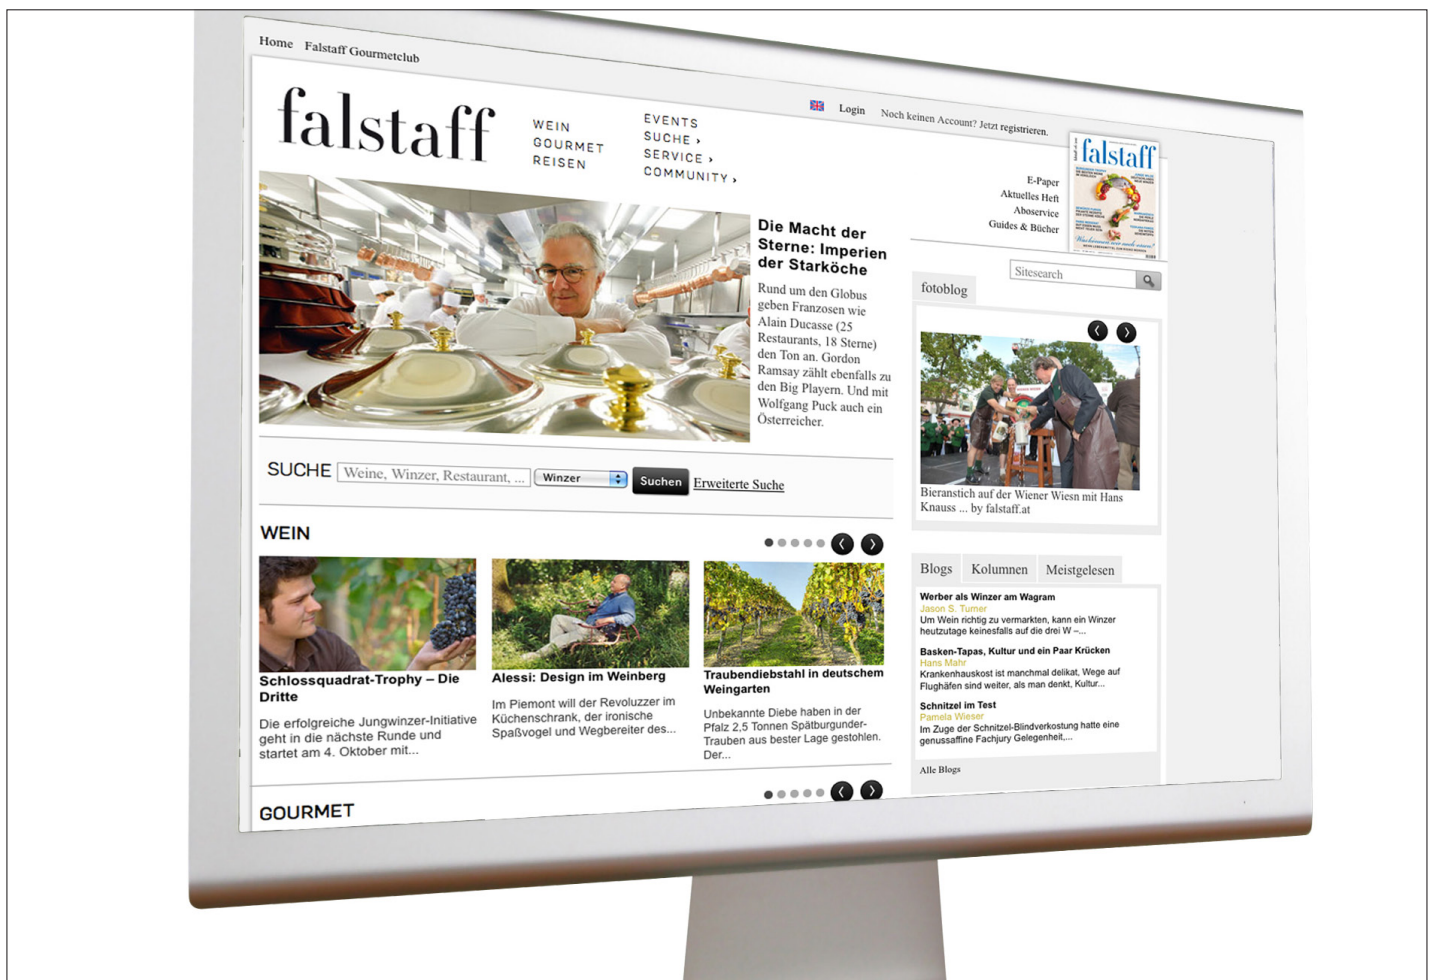 Home Falstaff Gourmetclub
Login Noch keinen Account? Jetzt registrieren.
falstaff
WEIN
GOURMET
REISEN
EVENTS
SUCHE ›
SERVICE ›
COMMUNITY ›
E-Paper
Aktuelles Heft
Aboservice
Guides & Bücher
falstaff
Die Macht der
Sterne: Imperien
der Starköche
Rund um den Globus
geben Franzosen wie
Alain Ducasse (25
Restaurants, 18 Sterne)
den Ton an. Gordon
Ramsay zählt ebenfalls zu
den Big Playern. Und mit
Wolfgang Puck auch ein
Österreicher.
Sitesearch
fotoblog
Bieranstich auf der Wiener Wiesn mit Hans
Knauss ... by falstaff.at
SUCHE Weine, Winzer, Restaurant, ... Winzer Suchen Erweiterte Suche
WEIN
Schlossquadrat-Trophy – Die
Dritte
Die erfolgreiche Jungwinzer-Initiative
geht in die nächste Runde und
startet am 4. Oktober mit...
Alessi: Design im Weinberg
Im Piemont will der Revoluzzer im
Küchenschrank, der ironische
Spaßvogel und Wegbereiter des...
Traubendiebstahl in deutschem
Weingarten
Unbekannte Diebe haben in der
Pfalz 2,5 Tonnen Spätburgunder-
Trauben aus bester Lage gestohlen.
Der...
Blogs Kolumnen Meistgelesen
Werber als Winzer am Wagram
Jason S. Turner
Um Wein richtig zu vermarkten, kann ein Winzer
heutzutage keinesfalls auf die drei W –...
Basken-Tapas, Kultur und ein Paar Krücken
Hans Mahr
Krankenhauskost ist manchmal delikat, Wege auf
Flughäfen sind weiter, als man denkt, Kultur...
Schnitzel im Test
Pamela Wieser
Im Zuge der Schnitzel-Blindverkostung hatte eine
genussaffine Fachjury Gelegenheit,...
Alle Blogs
GOURMET